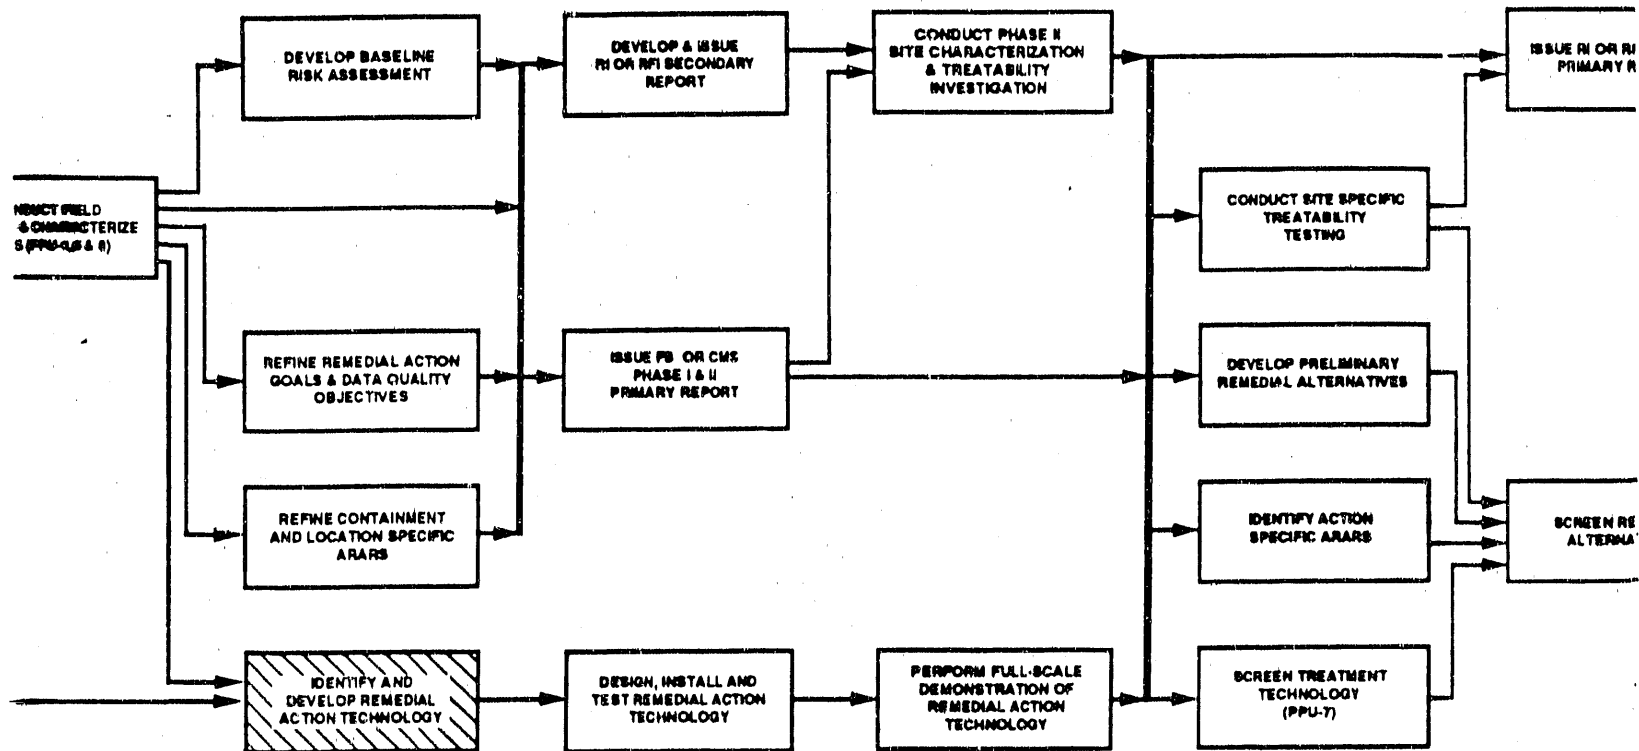 DEVELOP BASELINE
RISK ASSESSMENT
DEVELOP & ISSUE
RI OR RFI SECONDARY
REPORT
CONDUCT PHASE II
SITE CHARACTERIZATION
& TREATABILITY
INVESTIGATION
ISSUE RI OR
PRIMARY
NDUCT FIELD
& CHARACTERIZE
CONDUCT SITE SPECIFIC
TREATABILITY
TESTING
REFINE REMEDIAL ACTION
GOALS & DATA QUALITY
OBJECTIVES
ISSUE OR CMS
PHASE I & II
PRIMARY REPORT
DEVELOP PRELIMINARY
REMEDIAL ALTERNATIVES
REFINE CONTAINMENT
AND LOCATION SPECIFIC
ARARS
IDENTIFY ACTION
SPECIFIC ARARS
SCREEN RE
ALTERNA
IDENTIFY AND
DEVELOP REMEDIAL
ACTION TECHNOLOGY
DESIGN, INSTALL AND
TEST REMEDIAL ACTION
TECHNOLOGY
PERFORM FULL-SCALE
DEMONSTRATION OF
REMEDIAL ACTION
TECHNOLOGY
SCREEN TREATMENT
TECHNOLOGY
(PPU-7)